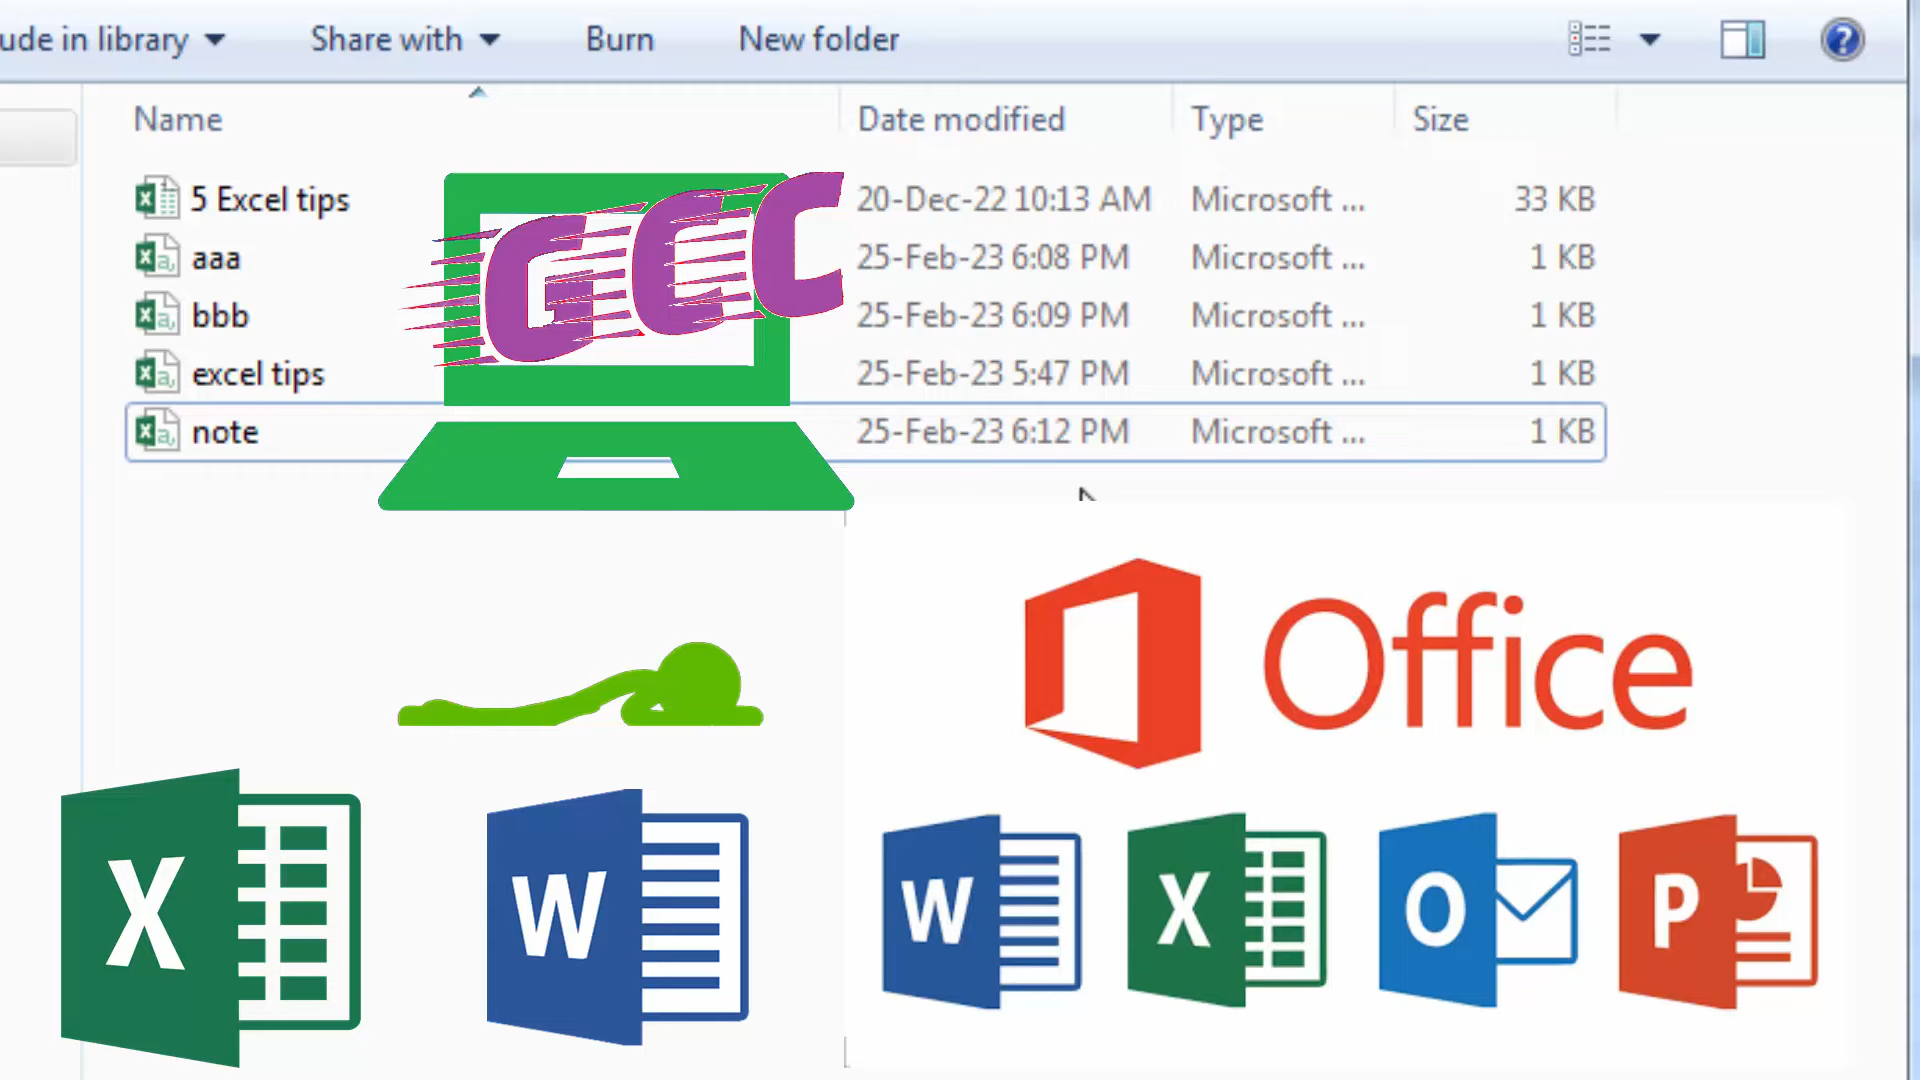 ude in library Share with Burn New folder
Name Date modified Type Size
5 Excel tips 20-Dec-22 10:13 AM Microsoft ... 33 KB
aaa 25-Feb-23 6:08 PM Microsoft ... 1 KB
bbb 25-Feb-23 6:09 PM Microsoft ... 1 KB
excel tips 25-Feb-23 5:47 PM Microsoft ... 1 KB
note 25-Feb-23 6:12 PM Microsoft ... 1 KB
GCC
Office
X W W X O P